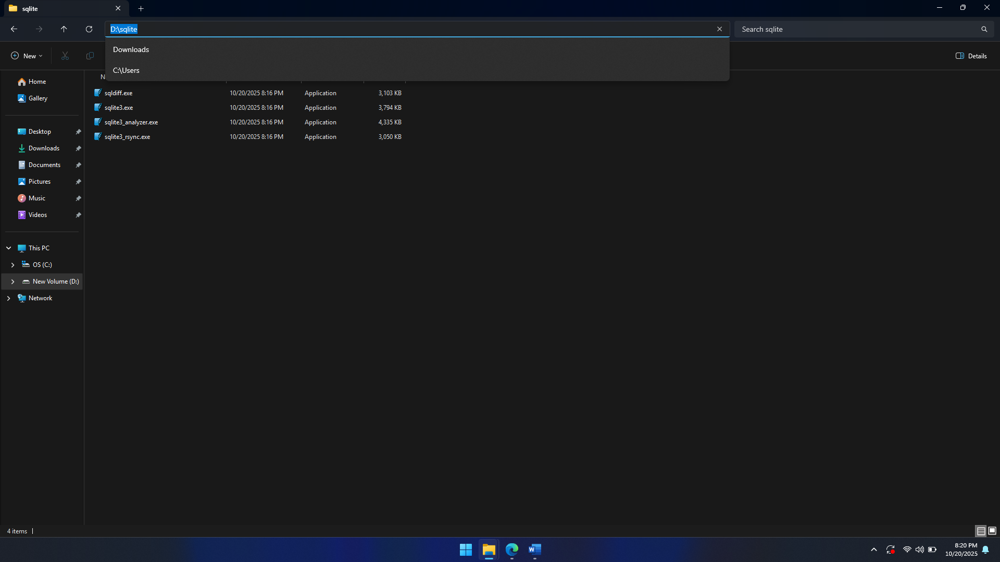 sqlite
D:\sqlite
Search sqlite
Downloads
C:\Users
New
Details
N
Home
Gallery
Desktop
Downloads
Documents
Pictures
Music
Videos
This PC
OS (C:)
New Volume (D:)
Network
sqldiff.exe 10/20/2025 8:16 PM Application 3,103 KB
sqlite3.exe 10/20/2025 8:16 PM Application 3,794 KB
sqlite3_analyzer.exe 10/20/2025 8:16 PM Application 4,335 KB
sqlite3_rsync.exe 10/20/2025 8:16 PM Application 3,050 KB
4 items
8:20 PM
10/20/2025